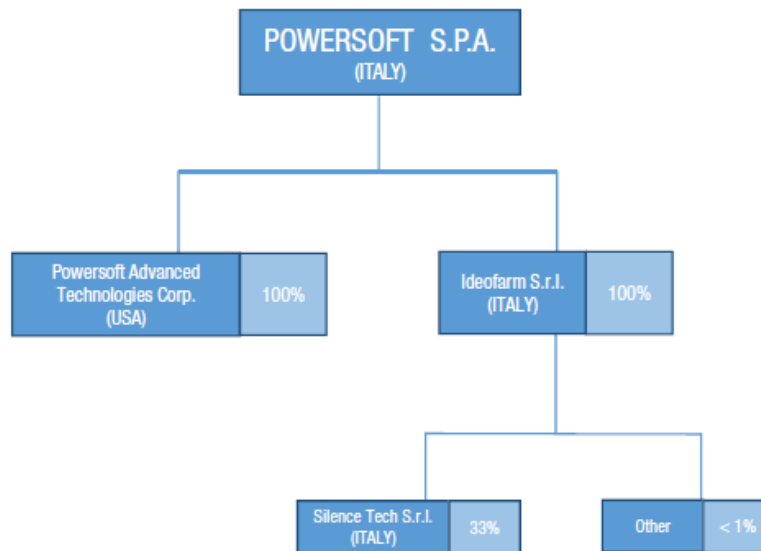 POWERSOFT S.P.A.
(ITALY)
Powersoft Advanced
Technologies Corp.
(USA)
100%
Ideofarm S.r.l.
(ITALY)
100%
Silence Tech S.r.l.
(ITALY)
33%
Other
< 1%